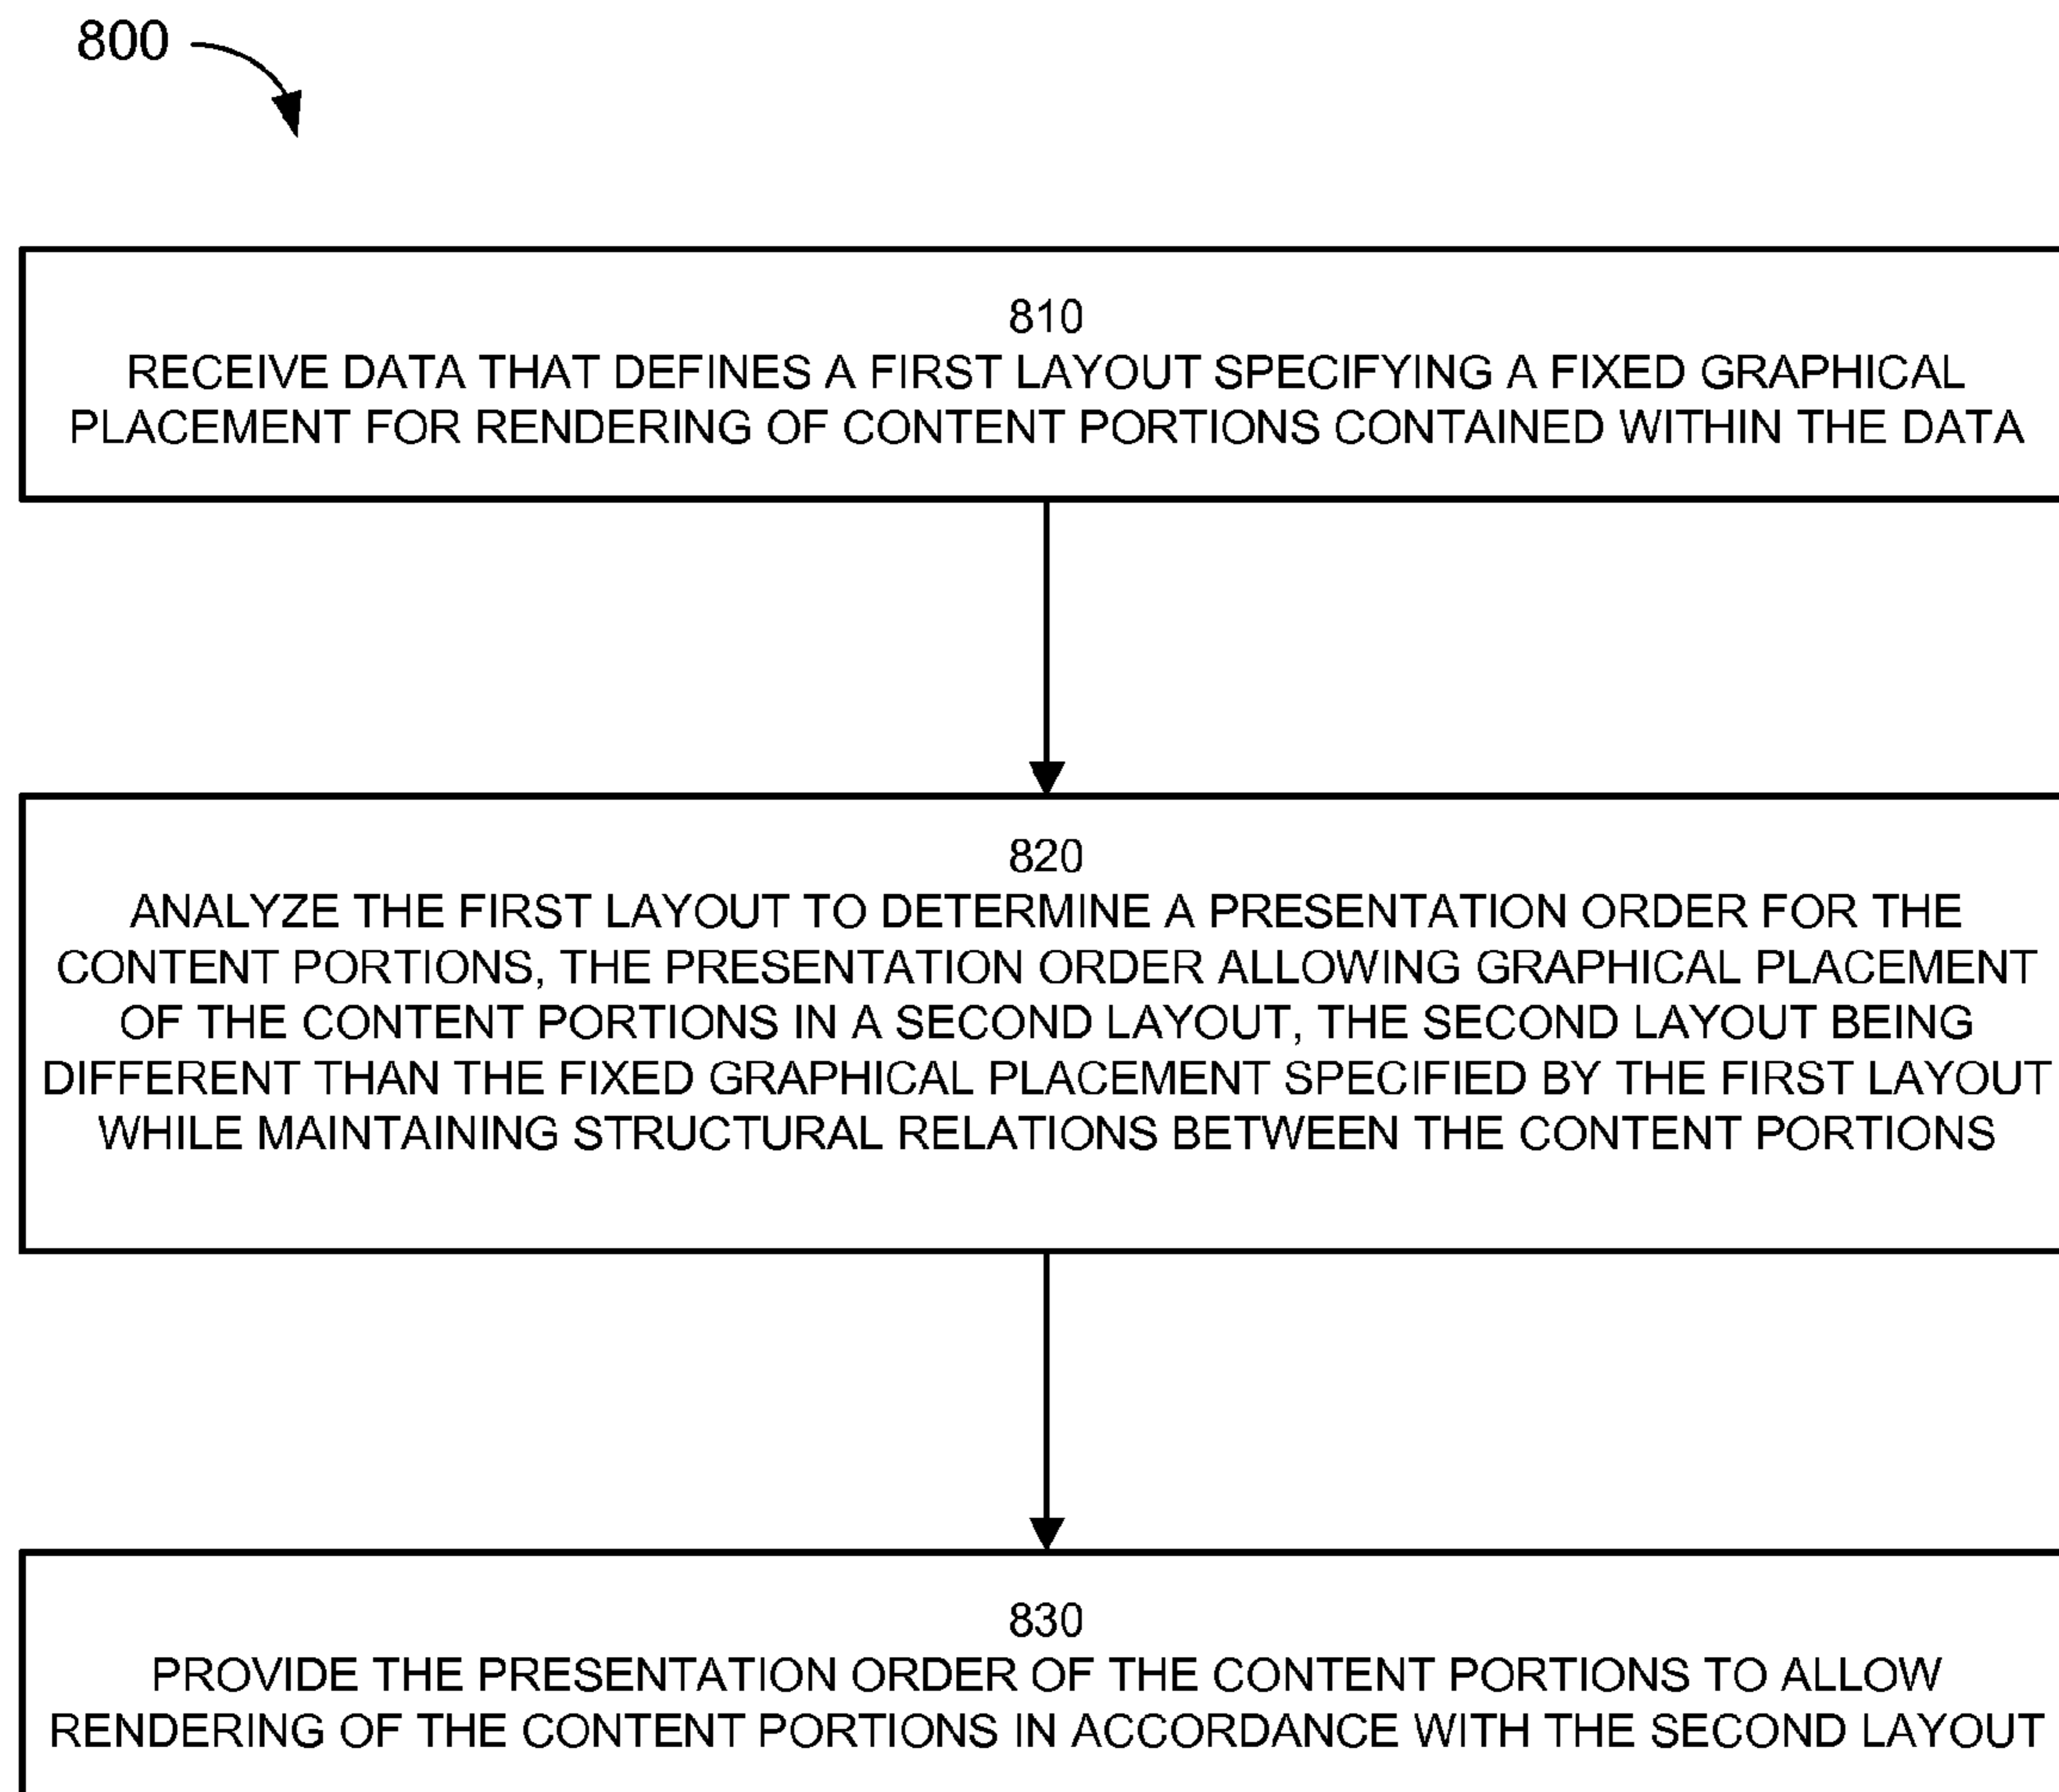 800
810
RECEIVE DATA THAT DEFINES A FIRST LAYOUT SPECIFYING A FIXED GRAPHICAL
PLACEMENT FOR RENDERING OF CONTENT PORTIONS CONTAINED WITHIN THE DATA
820
ANALYZE THE FIRST LAYOUT TO DETERMINE A PRESENTATION ORDER FOR THE
CONTENT PORTIONS, THE PRESENTATION ORDER ALLOWING GRAPHICAL PLACEMENT
OF THE CONTENT PORTIONS IN A SECOND LAYOUT, THE SECOND LAYOUT BEING
DIFFERENT THAN THE FIXED GRAPHICAL PLACEMENT SPECIFIED BY THE FIRST LAYOUT
WHILE MAINTAINING STRUCTURAL RELATIONS BETWEEN THE CONTENT PORTIONS
830
PROVIDE THE PRESENTATION ORDER OF THE CONTENT PORTIONS TO ALLOW
RENDERING OF THE CONTENT PORTIONS IN ACCORDANCE WITH THE SECOND LAYOUT